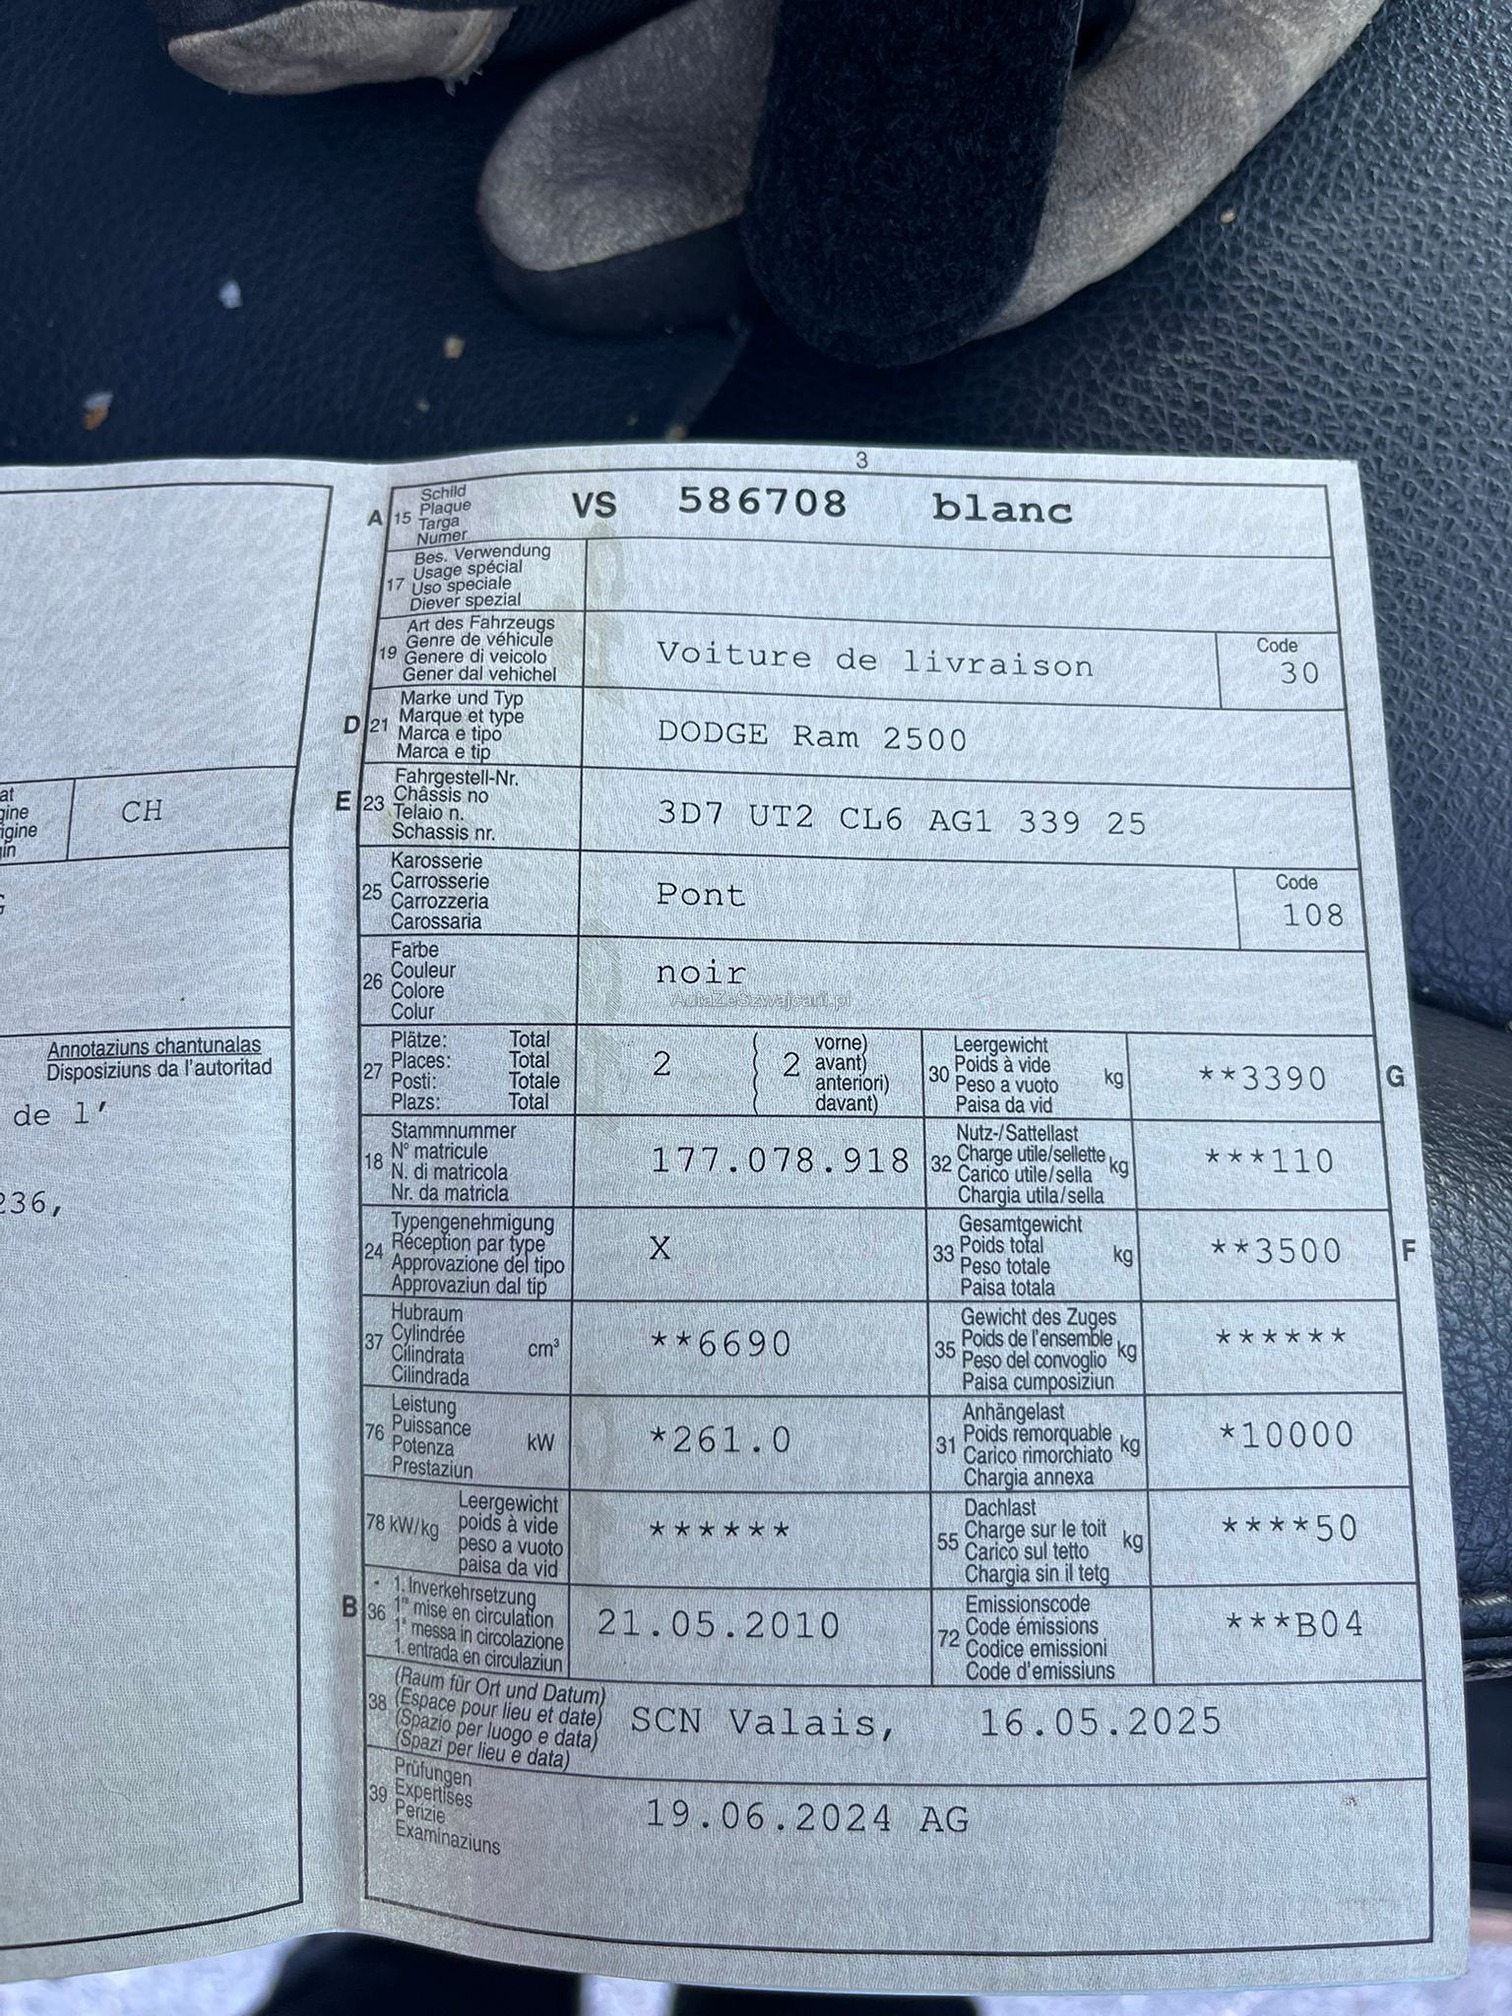 3
A 15 Schild VS 586708 blanc
Plaque
Targa
Numer
17 Bes. Verwendung
Usage spécial
Uso speciale
Diever spezial
19 Art des Fahrzeugs
Genre de véhicule
Genere di veicolo
Gener dal vehichel
Voiture de livraison
Code
30
D 21 Marke und Typ
Marque et type
Marca e tipo
Marca e tip
DODGE Ram 2500
E 23 Fahrgestell-Nr.
Châssis no
Telaio n.
Schassis nr.
3D7 UT2 CL6 AG1 339 25
25 Karosserie
Carrosserie
Carrozzeria
Carossaria
Pont
Code
108
26 Farbe
Couleur
Colore
Colur
noir
AutaZeSzwajcarii.pl
27 Plätze: Total
Places: Total
Posti: Totale
Plazs: Total
2 ( 2 vorne)
avant)
anteriori)
davant)
30 Leergewicht
Poids à vide
Peso a vuoto kg
Paisa da vid
**3390 G
18 Stammnummer
N° matricule
N. di matricola
Nr. da matricla
177.078.918
32 Nutz-/Sattellast
Charge utile/sellette kg
Carico utile/sella
Chargia utila/sella
***110
24 Typengenehmigung
Réception par type
Approvazione del tipo
Approvaziun dal tip
X
33 Gesamtgewicht
Poids total kg
Peso totale
Paisa totala
**3500 F
37 Hubraum
Cylindrée cm³
Cilindrata
Cilindrada
**6690
35 Gewicht des Zuges
Poids de l'ensemble kg
Peso del convoglio
Paisa cumposiziun
******
76 Leistung
Puissance kW
Potenza
Prestaziun
*261.0
31 Anhängelast
Poids remorquable kg
Carico rimorchiato
Chargia annexa
*10000
78 kW/kg Leergewicht
poids à vide
peso a vuoto
paisa da vid
******
55 Dachlast
Charge sur le toit kg
Carico sul tetto
Chargia sin il tetg
****50
B 36 1. Inverkehrsetzung
1re mise en circulation
1a messa in circolazione
1. entrada en circulaziun
21.05.2010
72 Emissionscode
Code émissions
Codice emissioni
Code d'emissiuns
***B04
38 (Raum für Ort und Datum)
(Espace pour lieu et date)
(Spazio per luogo e data)
(Spazi per lieu e data)
SCN Valais, 16.05.2025
39 Prüfungen
Expertises
Perizie
Examinaziuns
19.06.2024 AG
CH
Annotaziuns chantunalas
Disposiziuns da l'autoritad
de l'
236,